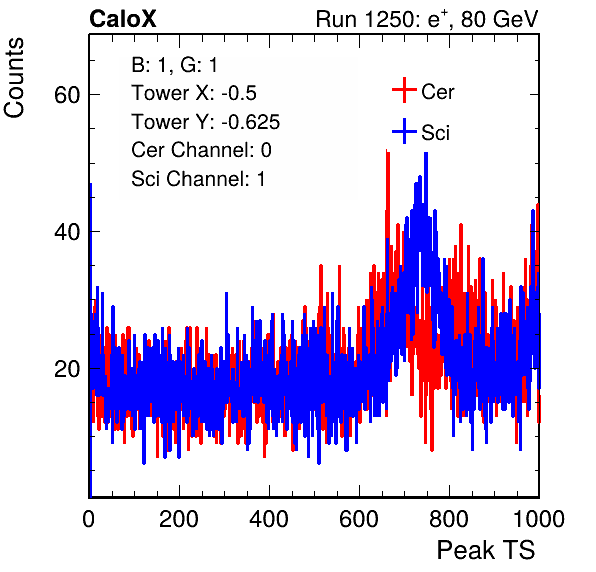 CaloX Run 1250: e+, 80 GeV
Counts
B: 1, G: 1
Tower X: -0.5
Tower Y: -0.625
Cer Channel: 0
Sci Channel: 1
Cer
Sci
60
40
20
0 200 400 600 800 1000
Peak TS